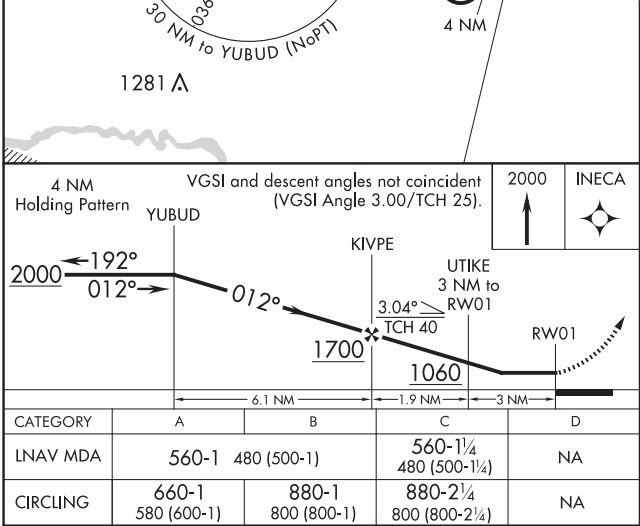 036
30 NM to YUBUD (NoPT)
4 NM
1281
4 NM
Holding Pattern
VGSI and descent angles not coincident
(VGSI Angle 3.00/TCH 25).
2000
INECA
YUBUD
KIVPE
UTIKE
3 NM to
RW01
2000
192°
012°
012°
3.04°
TCH 40
RW01
1700
1060
6.1 NM
1.9 NM
3 NM
CATEGORY A B C D
LNAV MDA 560-1 480 (500-1) 560-1¼ 480 (500-1¼) NA
CIRCLING 660-1 580 (600-1) 880-1 800 (800-1) 880-2¼ 800 (800-2¼) NA